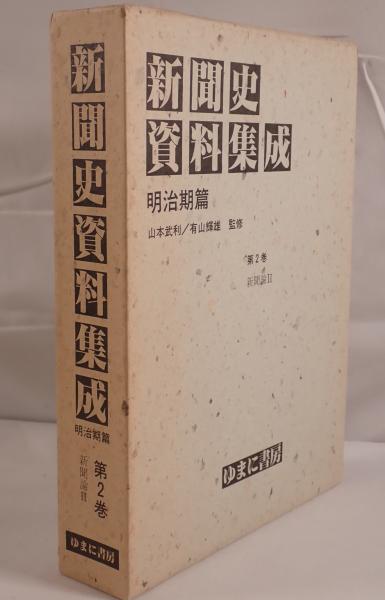 新聞史資料集成
明治期篇
第2巻
新聞論II
ゆまに書房
新聞史
資料集成
明治期篇
山本武利／有山輝雄 監修
第2巻
新聞論II
ゆまに書房